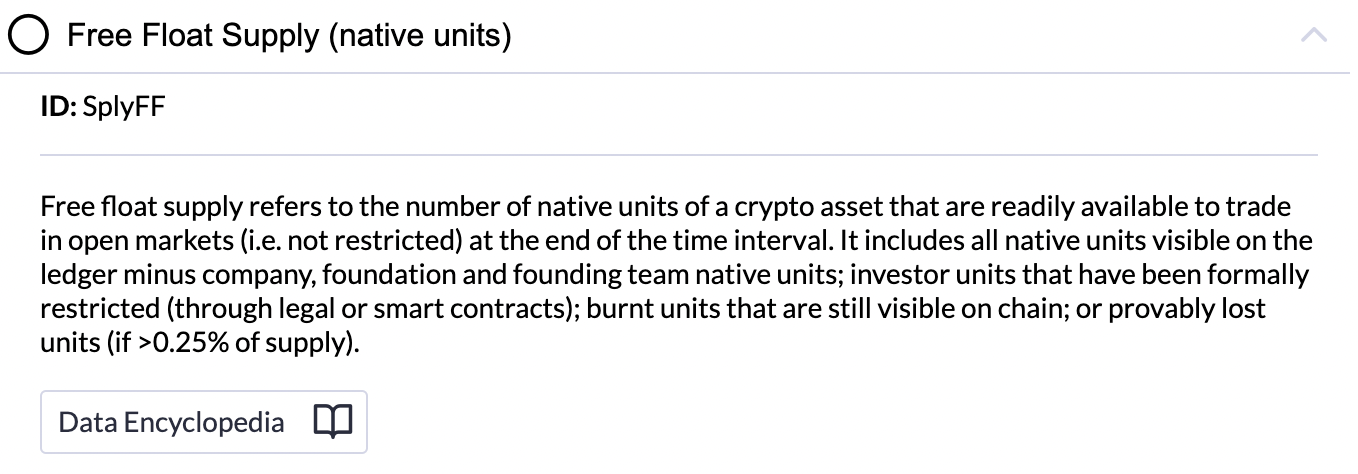 Free Float Supply (native units)
ID: SplyFF
Free float supply refers to the number of native units of a crypto asset that are readily available to trade
in open markets (i.e. not restricted) at the end of the time interval. It includes all native units visible on the
ledger minus company, foundation and founding team native units; investor units that have been formally
restricted (through legal or smart contracts); burnt units that are still visible on chain; or provably lost
units (if >0.25% of supply).
Data Encyclopedia